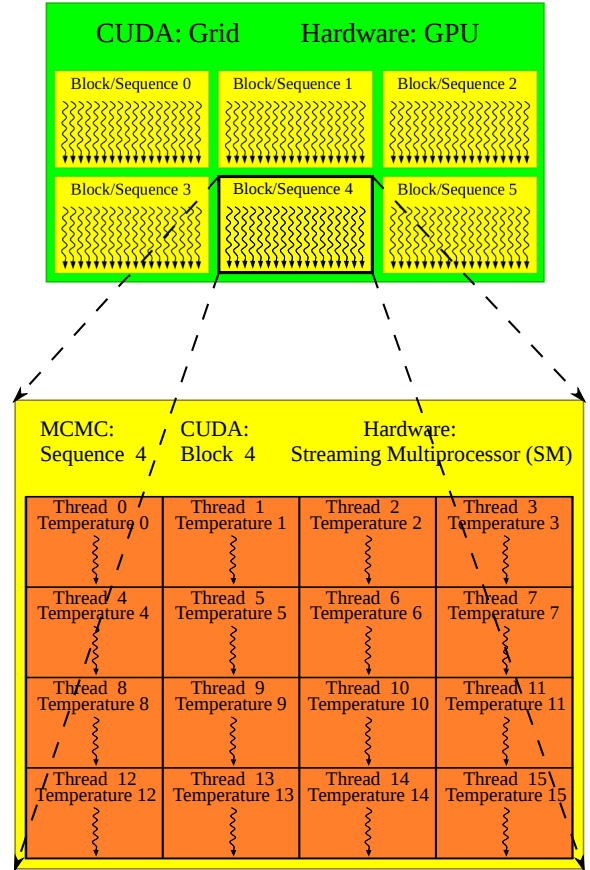 CUDA: Grid Hardware: GPU
Block/Sequence 0 Block/Sequence 1 Block/Sequence 2
Block/Sequence 3 Block/Sequence 4 Block/Sequence 5
MCMC: CUDA: Hardware:
Sequence 4 Block 4 Streaming Multiprocessor (SM)
Thread 0 Thread 1 Thread 2 Thread 3
Temperature 0 Temperature 1 Temperature 2 Temperature 3
Thread 4 Thread 5 Thread 6 Thread 7
Temperature 4 Temperature 5 Temperature 6 Temperature 7
Thread 8 Thread 9 Thread 10 Thread 11
Temperature 8 Temperature 9 Temperature 10 Temperature 11
Thread 12 Thread 13 Thread 14 Thread 15
Temperature 12 Temperature 13 Temperature 14 Temperature 15